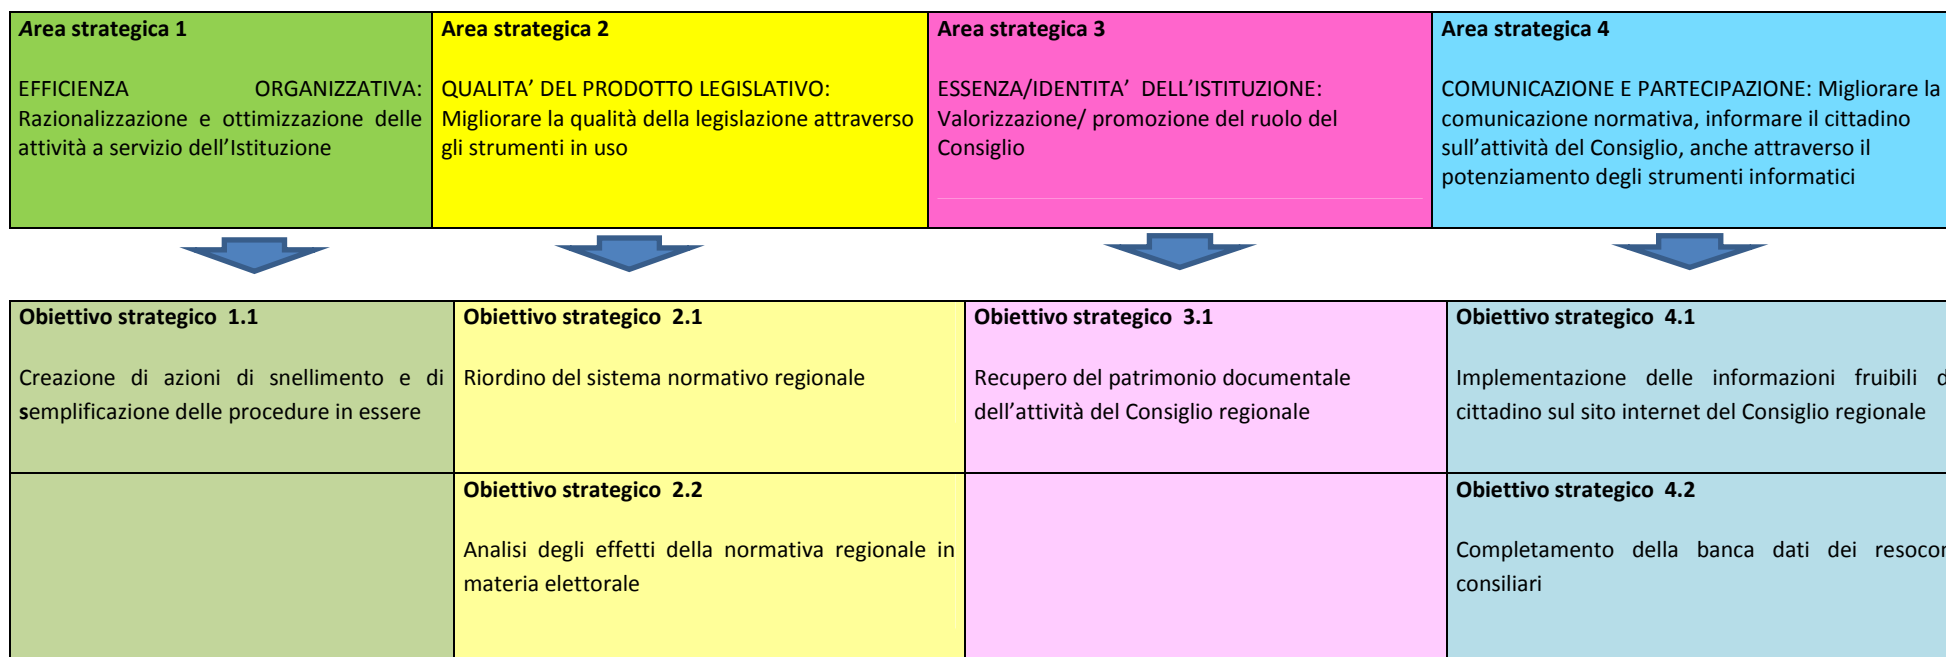 Area strategica 1
EFFICIENZA ORGANIZZATIVA:
Razionalizzazione e ottimizzazione delle
attività a servizio dell’Istituzione
Area strategica 2
QUALITA’ DEL PRODOTTO LEGISLATIVO:
Migliorare la qualità della legislazione attraverso
gli strumenti in uso
Area strategica 3
ESSENZA/IDENTITA’ DELL’ISTITUZIONE:
Valorizzazione/ promozione del ruolo del
Consiglio
Area strategica 4
COMUNICAZIONE E PARTECIPAZIONE: Migliorare la
comunicazione normativa, informare il cittadino
sull’attività del Consiglio, anche attraverso il
potenziamento degli strumenti informatici
Obiettivo strategico 1.1
Creazione di azioni di snellimento e di
semplificazione delle procedure in essere
Obiettivo strategico 2.1
Riordino del sistema normativo regionale
Obiettivo strategico 3.1
Recupero del patrimonio documentale
dell’attività del Consiglio regionale
Obiettivo strategico 4.1
Implementazione delle informazioni fruibili
cittadino sul sito internet del Consiglio regionale
Obiettivo strategico 2.2
Analisi degli effetti della normativa regionale in
materia elettorale
Obiettivo strategico 4.2
Completamento della banca dati dei
consiliari